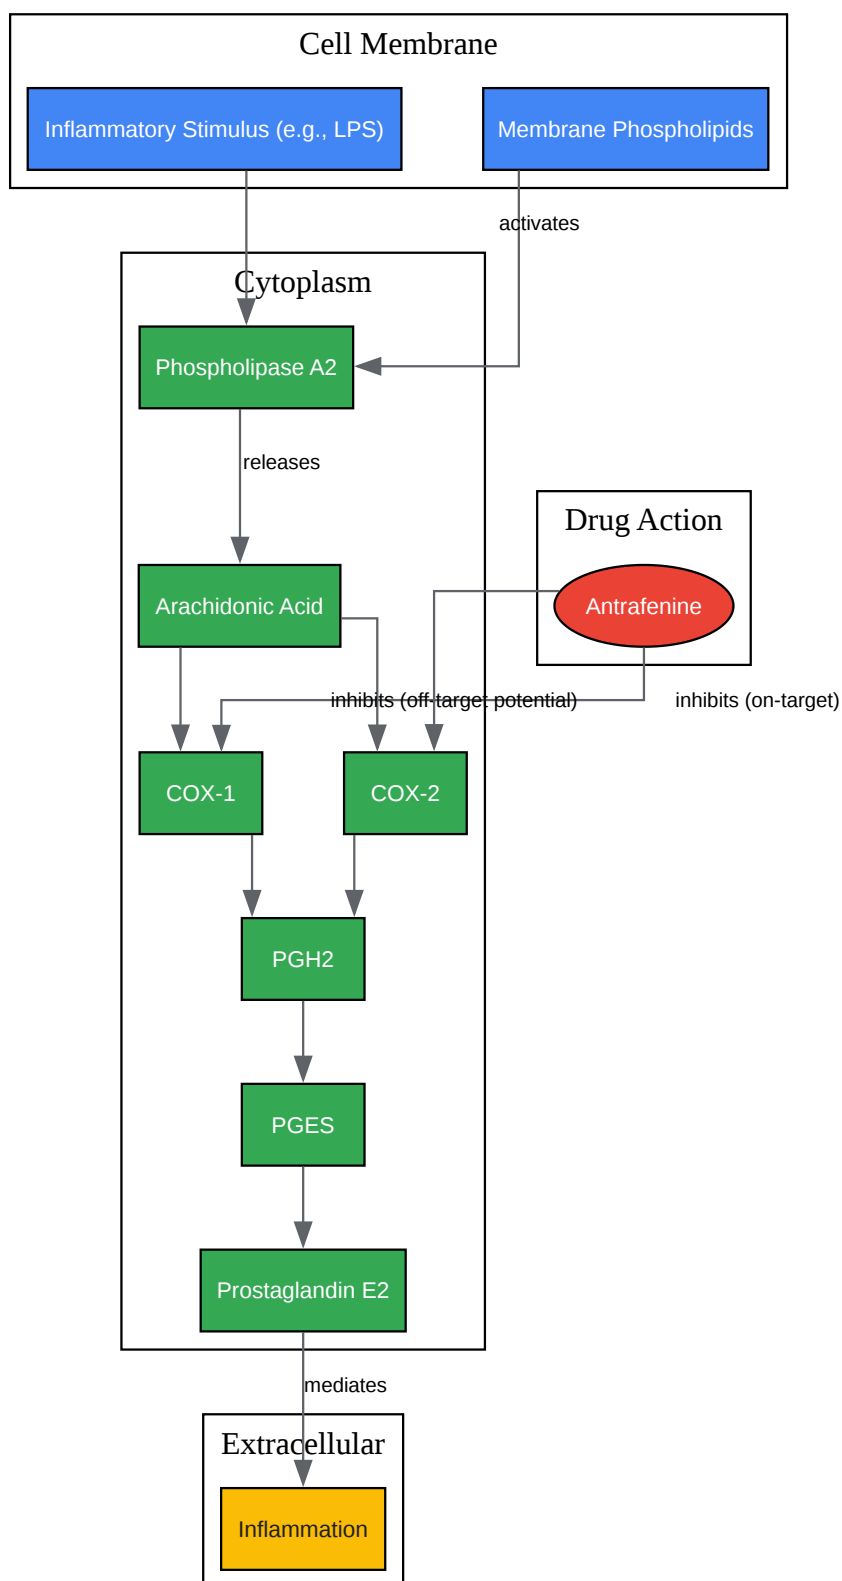 Cell Membrane
Inflammatory Stimulus (e.g., LPS)
Membrane Phospholipids
activates
Cytoplasm
Phospholipase A2
releases
Drug Action
Arachidonic Acid
Antrafenine
inhibits (off-target potential)
inhibits (on-target)
COX-1
COX-2
PGH2
PGES
Prostaglandin E2
mediates
Extracellular
Inflammation